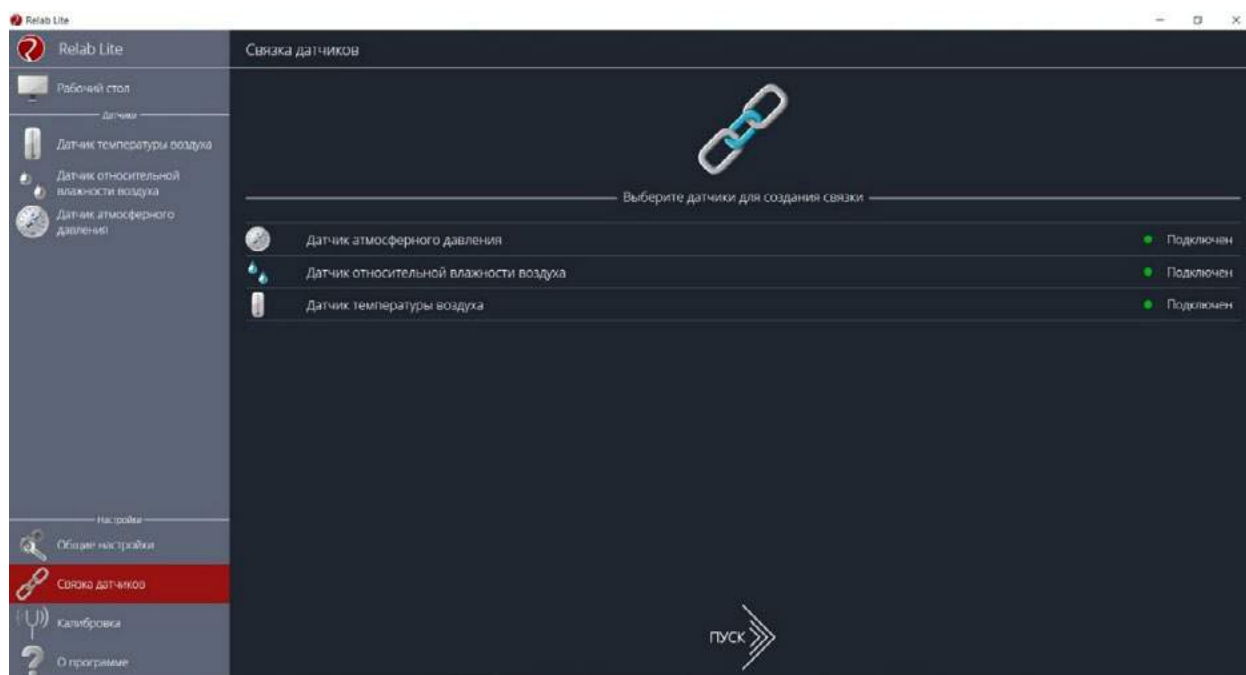 Relab Lite
Relab Lite
Связка датчиков
Рабочий стол
Датчики
Датчик температуры воздуха
Датчик относительной
влажности воздуха
Датчик атмосферного
давления
Выберите датчики для создания связки
Датчик атмосферного давления
Подключен
Датчик относительной влажности воздуха
Подключен
Датчик температуры воздуха
Подключен
Настройки
Общие настройки
Связка датчиков
Калибровка
О программе
ПУСК